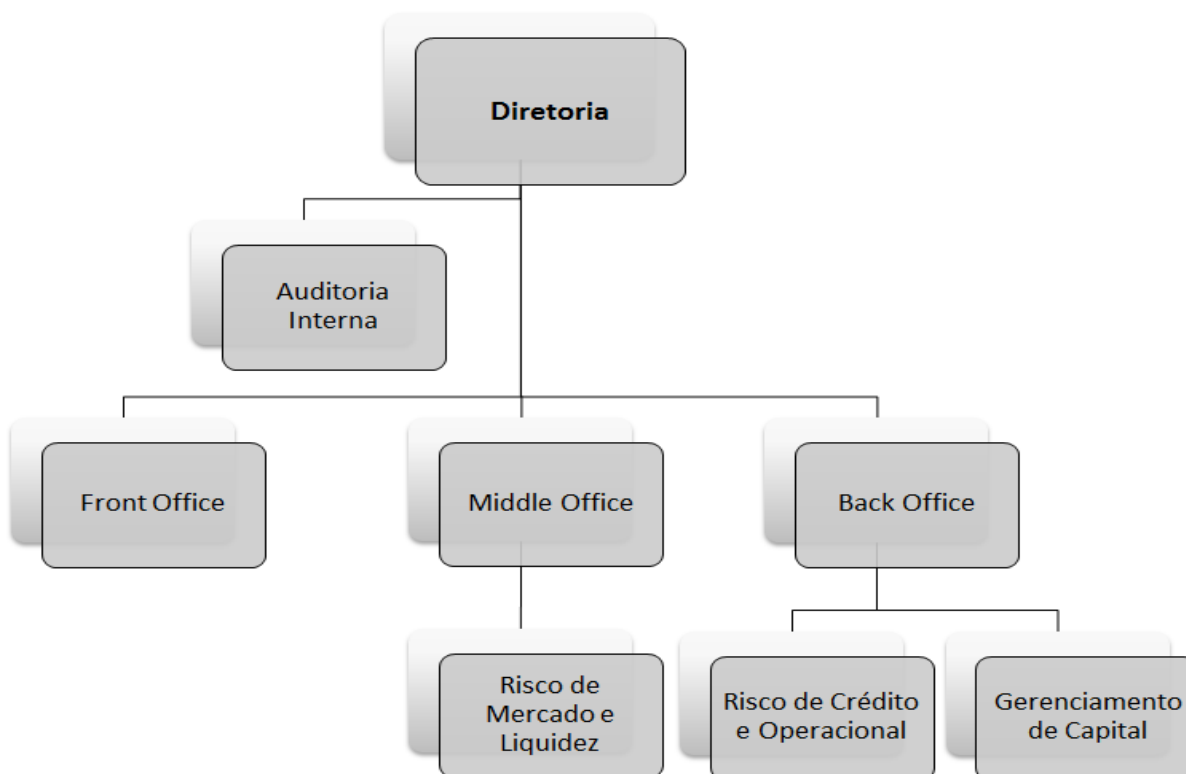 Diretoria
Auditoria
Interna
Front Office
Middle Office
Back Office
Risco de
Mercado e
Liquidez
Risco de Crédito
e Operacional
Gerenciamento
de Capital